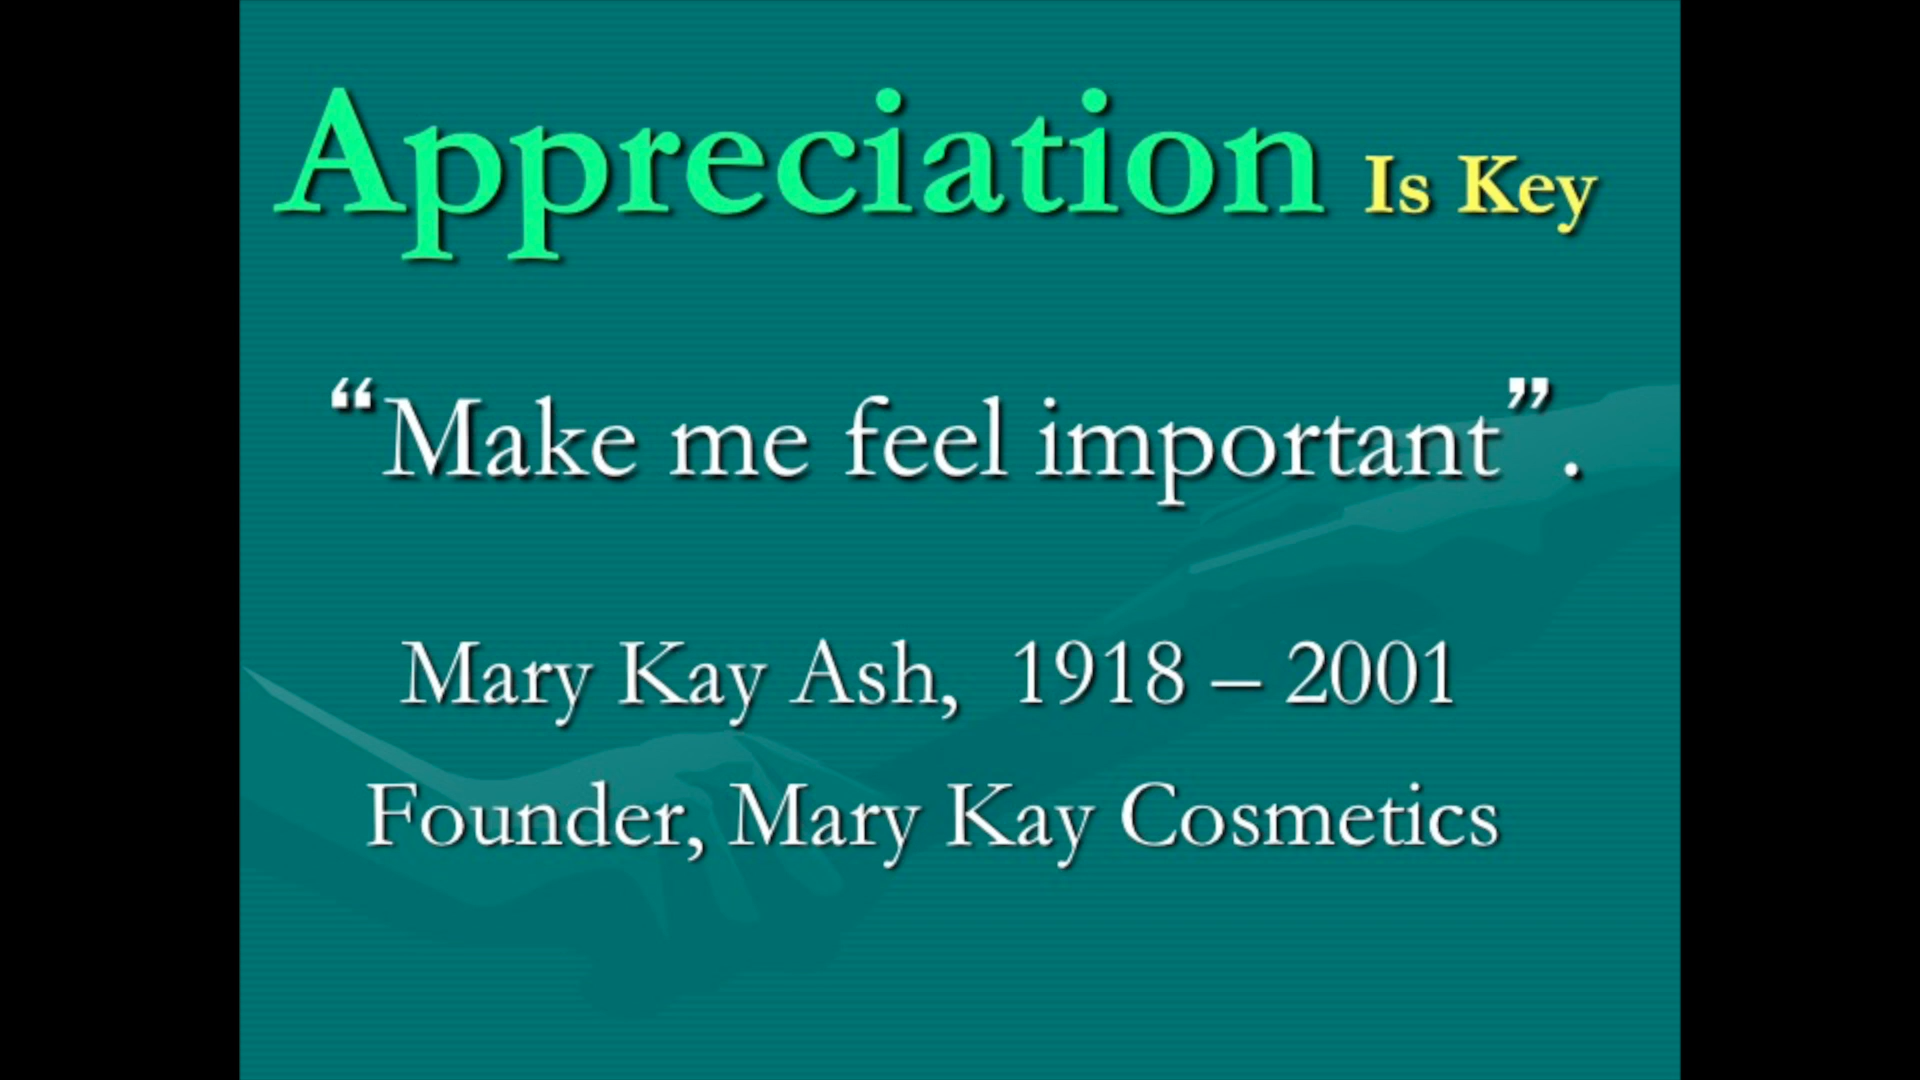 Appreciation Is Key
“Make me feel important”.
Mary Kay Ash, 1918 – 2001
Founder, Mary Kay Cosmetics